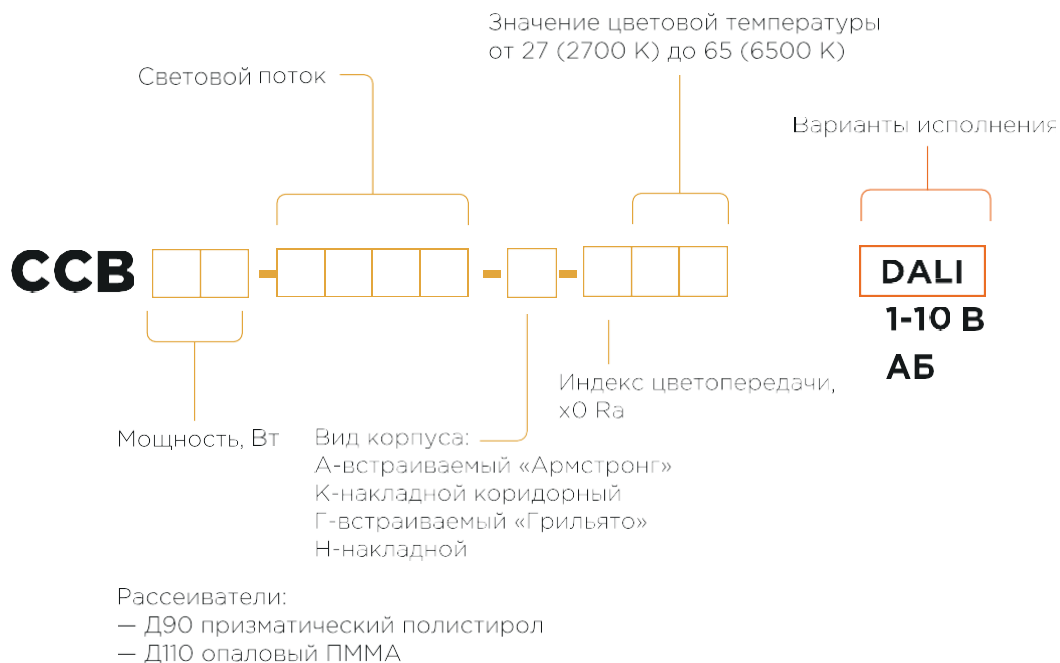 Значение цветовой температуры
от 27 (2700 К) до 65 (6500 К)
Световой поток
Варианты исполнения
ССВ - - - DALI
1-10 В
АБ
Индекс цветопередачи,
x0 Ra
Мощность, Вт
Вид корпуса:
А-встраиваемый «Армстронг»
К-накладной коридорный
Г-встраиваемый «Грильято»
Н-накладной
Рассеиватели:
— Д90 призматический полистирол
— Д110 опаловый ПММА